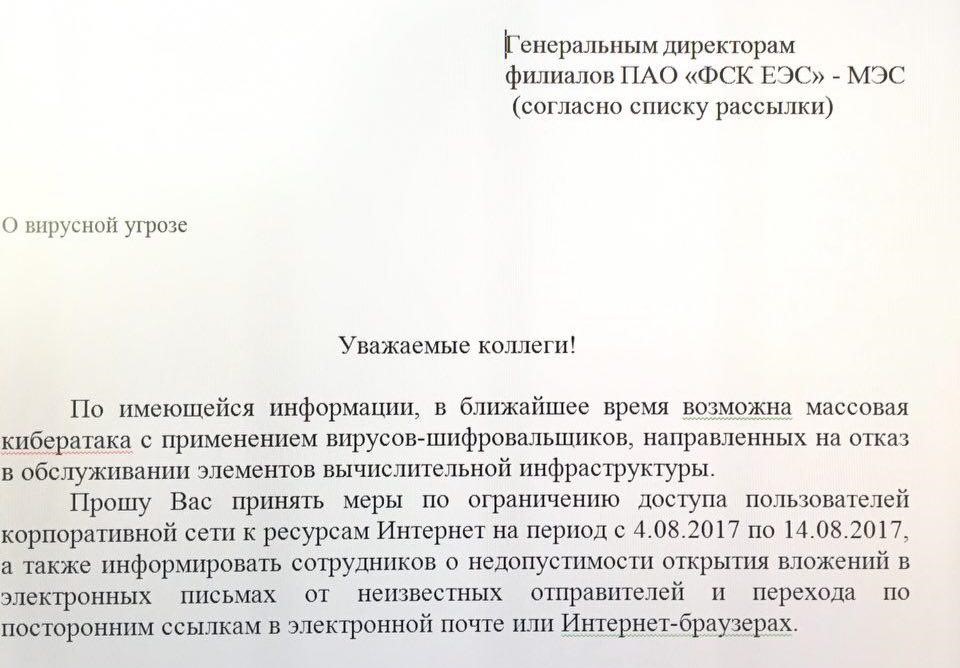 Генеральным директорам
филиалов ПАО «ФСК ЕЭС» - МЭС
(согласно списку рассылки)
О вирусной угрозе
Уважаемые коллеги!
По имеющейся информации, в ближайшее время возможна массовая
кибератака с применением вирусов-шифровальщиков, направленных на отказ
в обслуживании элементов вычислительной инфраструктуры.
Прошу Вас принять меры по ограничению доступа пользователей
корпоративной сети к ресурсам Интернет на период с 4.08.2017 по 14.08.2017,
а также информировать сотрудников о недопустимости открытия вложений в
электронных письмах от неизвестных отправителей и перехода по
посторонним ссылкам в электронной почте или Интернет-браузерах.